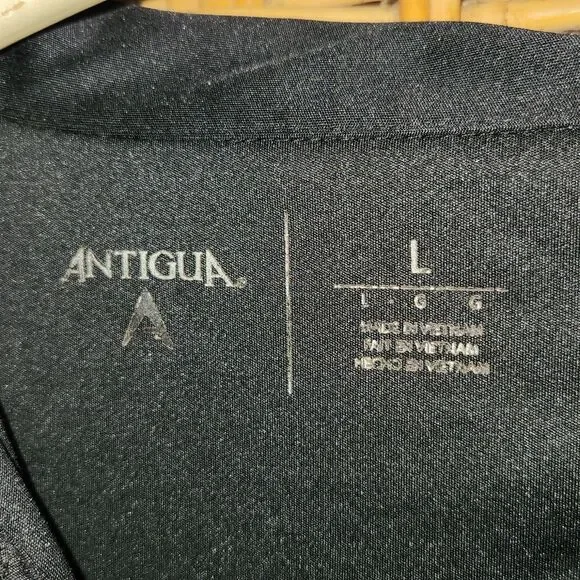 ANTIGUA®
L
L - G G
MADE IN VIETNAM
FAIT EN VIETNAM
HECHO EN VIETNAM